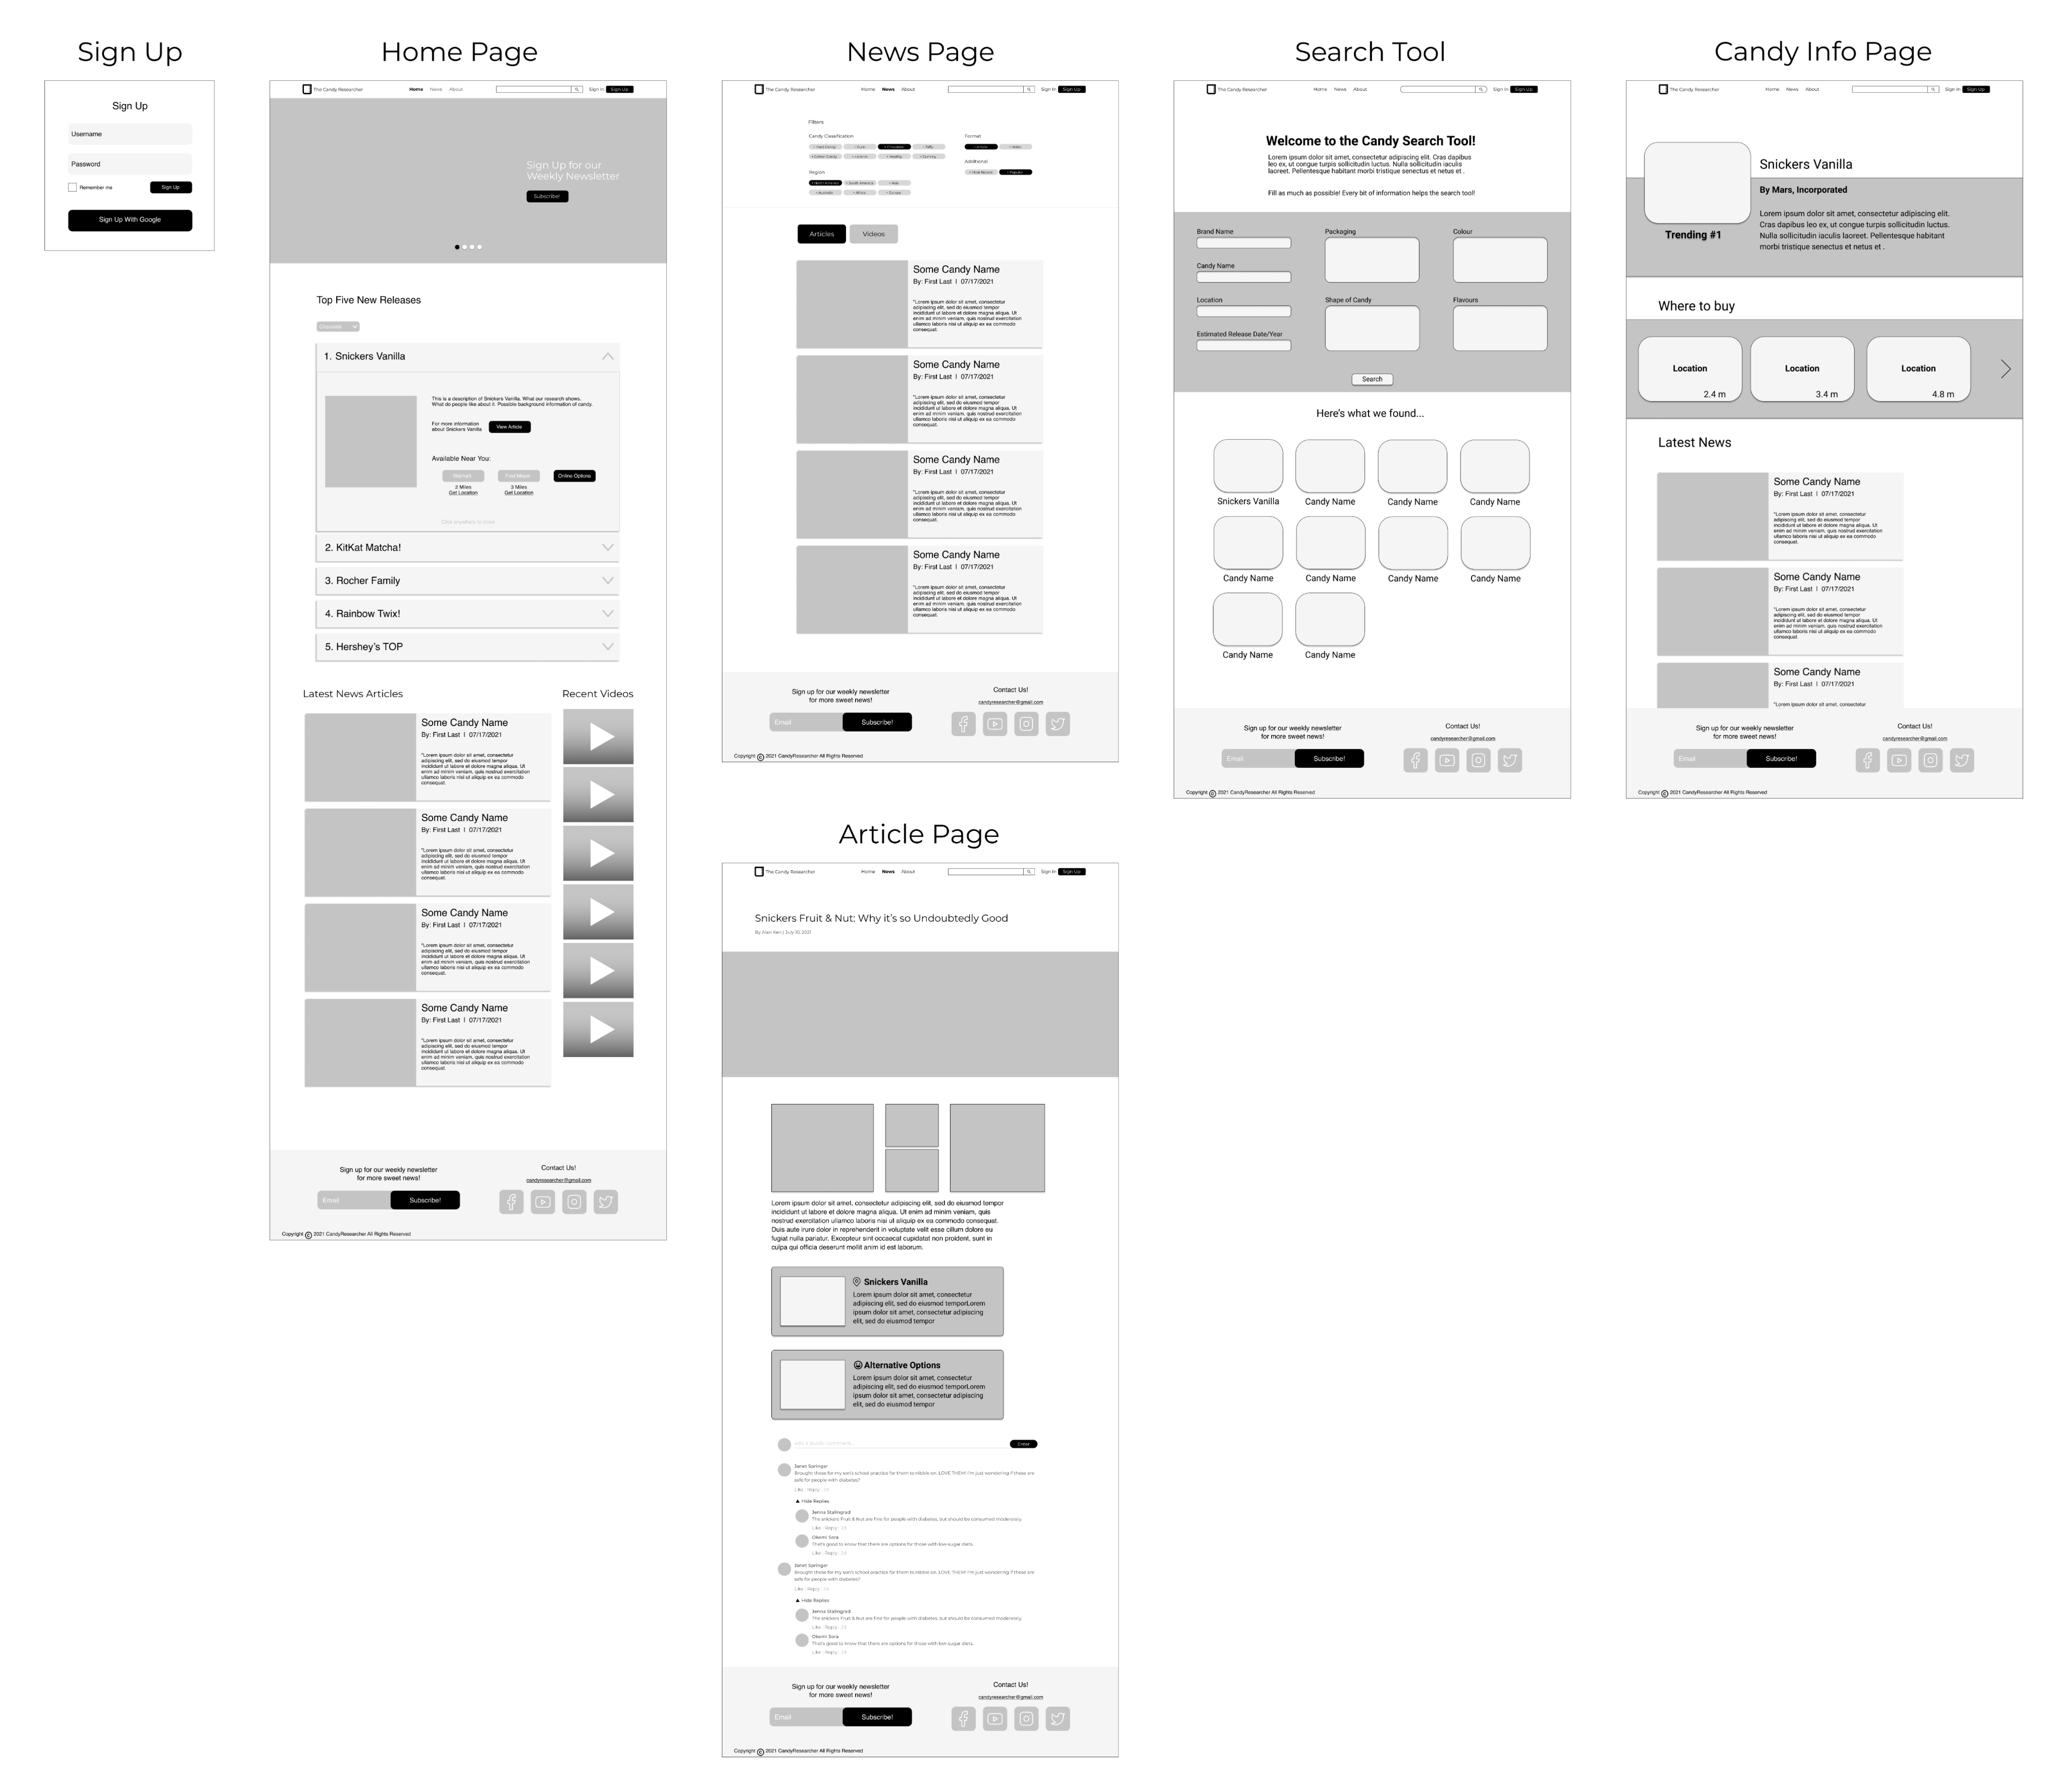 Sign Up
Sign Up
Username
Password
Remember me
Sign Up
Sign Up With Google
Home Page
The Candy Researcher
Home News About
Sign In Sign Up
Sign Up for our
Weekly Newsletter
Subscribe!
Top Five New Releases
Chocolate
1. Snickers Vanilla
This is a description of Snickers Vanilla. What our research shows.
What do people like about it. Possible background information of candy.
For more information
about Snickers Vanilla
View Article
Available Near You:
Walmart
Fred Meyer
Online Options
2 Miles
Get Location
3 Miles
Get Location
Click anywhere to close
2. KitKat Matcha!
3. Rocher Family
4. Rainbow Twix!
5. Hershey's TOP
Latest News Articles
Recent Videos
Some Candy Name
By: First Last | 07/17/2021
"Lorem ipsum dolor sit amet, consectetur
adipiscing elit, sed do eiusmod tempor
incididunt ut labore et dolore magna aliqua. Ut
enim ad minim veniam, quis nostrud exercitation
ullamco laboris nisi ut aliquip ex ea commodo
consequat.
Some Candy Name
By: First Last | 07/17/2021
"Lorem ipsum dolor sit amet, consectetur
adipiscing elit, sed do eiusmod tempor
incididunt ut labore et dolore magna aliqua. Ut
enim ad minim veniam, quis nostrud exercitation
ullamco laboris nisi ut aliquip ex ea commodo
consequat.
Some Candy Name
By: First Last | 07/17/2021
"Lorem ipsum dolor sit amet, consectetur
adipiscing elit, sed do eiusmod tempor
incididunt ut labore et dolore magna aliqua. Ut
enim ad minim veniam, quis nostrud exercitation
ullamco laboris nisi ut aliquip ex ea commodo
consequat.
Some Candy Name
By: First Last | 07/17/2021
"Lorem ipsum dolor sit amet, consectetur
adipiscing elit, sed do eiusmod tempor
incididunt ut labore et dolore magna aliqua. Ut
enim ad minim veniam, quis nostrud exercitation
ullamco laboris nisi ut aliquip ex ea commodo
consequat.
Sign up for our weekly newsletter
for more sweet news!
Email
Subscribe!
Contact Us!
candyresearcher@gmail.com
Copyright © 2021 CandyResearcher All Rights Reserved
News Page
The Candy Researcher
Home News About
Sign In Sign Up
Filters
Candy Classification
+ Hard Candy + Gum + Chocolate + Taffy
+ Cotton Candy + Licorice + Healthy + Gummy
Region
+ North America + South America + Asia
+ Australia + Africa + Europe
Format
+ Article + Video
Additional
+ Most Recent + Popular
Articles
Videos
Some Candy Name
By: First Last | 07/17/2021
"Lorem ipsum dolor sit amet, consectetur
adipiscing elit, sed do eiusmod tempor
incididunt ut labore et dolore magna aliqua. Ut
enim ad minim veniam, quis nostrud exercitation
ullamco laboris nisi ut aliquip ex ea commodo
consequat.
Some Candy Name
By: First Last | 07/17/2021
"Lorem ipsum dolor sit amet, consectetur
adipiscing elit, sed do eiusmod tempor
incididunt ut labore et dolore magna aliqua. Ut
enim ad minim veniam, quis nostrud exercitation
ullamco laboris nisi ut aliquip ex ea commodo
consequat.
Some Candy Name
By: First Last | 07/17/2021
"Lorem ipsum dolor sit amet, consectetur
adipiscing elit, sed do eiusmod tempor
incididunt ut labore et dolore magna aliqua. Ut
enim ad minim veniam, quis nostrud exercitation
ullamco laboris nisi ut aliquip ex ea commodo
consequat.
Some Candy Name
By: First Last | 07/17/2021
"Lorem ipsum dolor sit amet, consectetur
adipiscing elit, sed do eiusmod tempor
incididunt ut labore et dolore magna aliqua. Ut
enim ad minim veniam, quis nostrud exercitation
ullamco laboris nisi ut aliquip ex ea commodo
consequat.
Sign up for our weekly newsletter
for more sweet news!
Email
Subscribe!
Contact Us!
candyresearcher@gmail.com
Copyright © 2021 CandyResearcher All Rights Reserved
Article Page
The Candy Researcher
Home News About
Sign In Sign Up
Snickers Fruit & Nut: Why it's so Undoubtedly Good
By Alan Ken | July 10, 2021
Lorem ipsum dolor sit amet, consectetur adipiscing elit, sed do eiusmod tempor
incididunt ut labore et dolore magna aliqua. Ut enim ad minim veniam, quis
nostrud exercitation ullamco laboris nisi ut aliquip ex ea commodo consequat.
Duis aute irure dolor in reprehenderit in voluptate velit esse cillum dolore eu
fugiat nulla pariatur. Excepteur sint occaecat cupidatat non proident, sunt in
culpa qui officia deserunt mollit anim id est laborum.
Snickers Vanilla
Lorem ipsum dolor sit amet, consectetur
adipiscing elit, sed do eiusmod temporLorem
ipsum dolor sit amet, consectetur adipiscing
elit, sed do eiusmod tempor
Alternative Options
Lorem ipsum dolor sit amet, consectetur
adipiscing elit, sed do eiusmod temporLorem
ipsum dolor sit amet, consectetur adipiscing
elit, sed do eiusmod tempor
Add a public comment...
Enter
Janet Springer
Brought these for my son's school practice for them to nibble on. LOVE THEM! I'm just wondering if these are
safe for people with diabetes?
Like Reply
Hide Replies
Jenna Stalingrad
The snickers Fruit & Nut are fine for people with diabetes, but should be consumed moderately.
Like Reply
Okemi Sora
That's good to know that there are options for those with low-sugar diets.
Like Reply
Janet Springer
Brought these for my son's school practice for them to nibble on. LOVE THEM! I'm just wondering if these are
safe for people with diabetes?
Like Reply
Hide Replies
Jenna Stalingrad
The snickers Fruit & Nut are fine for people with diabetes, but should be consumed moderately.
Like Reply
Okemi Sora
That's good to know that there are options for those with low-sugar diets.
Like Reply
Sign up for our weekly newsletter
for more sweet news!
Email
Subscribe!
Contact Us!
candyresearcher@gmail.com
Copyright © 2021 CandyResearcher All Rights Reserved
Search Tool
The Candy Researcher
Home News About
Sign In Sign Up
Welcome to the Candy Search Tool!
Lorem ipsum dolor sit amet, consectetur adipiscing elit. Cras dapibus
leo ex, ut congue turpis sollicitudin luctus. Nulla sollicitudin iaculis
laoreet. Pellentesque habitant morbi tristique senectus et netus et .
Fill as much as possible! Every bit of information helps the search tool!
Brand Name
Candy Name
Location
Estimated Release Date/Year
Packaging
Shape of Candy
Colour
Flavours
Search
Here's what we found...
Snickers Vanilla
Candy Name
Candy Name
Candy Name
Candy Name
Candy Name
Candy Name
Candy Name
Candy Name
Candy Name
Sign up for our weekly newsletter
for more sweet news!
Email
Subscribe!
Contact Us!
candyresearcher@gmail.com
Copyright © 2021 CandyResearcher All Rights Reserved
Candy Info Page
The Candy Researcher
Home News About
Sign In Sign Up
Snickers Vanilla
By Mars, Incorporated
Lorem ipsum dolor sit amet, consectetur adipiscing elit.
Cras dapibus leo ex, ut congue turpis sollicitudin luctus.
Nulla sollicitudin iaculis laoreet. Pellentesque habitant
morbi tristique senectus et netus et .
Trending #1
Where to buy
Location
2.4 m
Location
3.4 m
Location
4.8 m
Latest News
Some Candy Name
By: First Last | 07/17/2021
"Lorem ipsum dolor sit amet, consectetur
adipiscing elit, sed do eiusmod tempor
incididunt ut labore et dolore magna aliqua. Ut
enim ad minim veniam, quis nostrud exercitation
ullamco laboris nisi ut aliquip ex ea commodo
consequat.
Some Candy Name
By: First Last | 07/17/2021
"Lorem ipsum dolor sit amet, consectetur
adipiscing elit, sed do eiusmod tempor
incididunt ut labore et dolore magna aliqua. Ut
enim ad minim veniam, quis nostrud exercitation
ullamco laboris nisi ut aliquip ex ea commodo
consequat.
Some Candy Name
By: First Last | 07/17/2021
"Lorem ipsum dolor sit amet, consectetur
Sign up for our weekly newsletter
for more sweet news!
Email
Subscribe!
Contact Us!
candyresearcher@gmail.com
Copyright © 2021 CandyResearcher All Rights Reserved